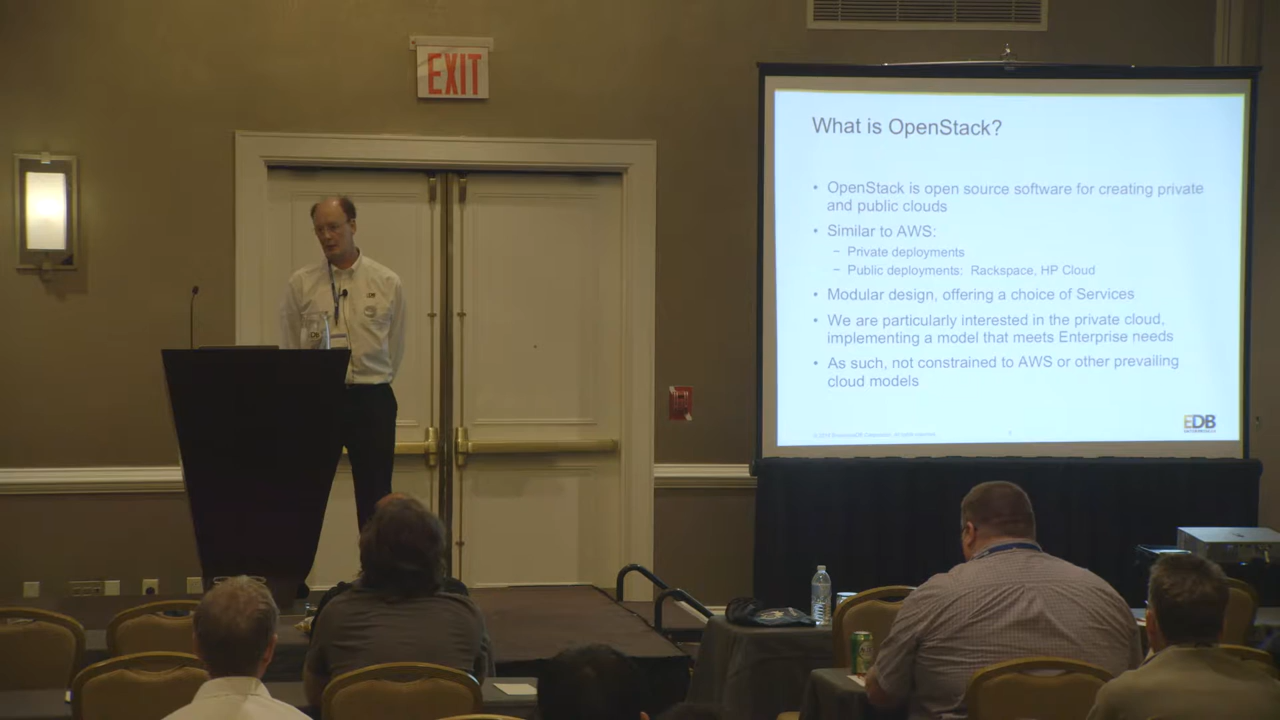 EXIT
What is OpenStack?
• OpenStack is open source software for creating private
and public clouds
• Similar to AWS:
– Private deployments
– Public deployments: Rackspace, HP Cloud
• Modular design, offering a choice of Services
• We are particularly interested in the private cloud,
implementing a model that meets Enterprise needs
• As such, not constrained to AWS or other prevailing
cloud models
EDB